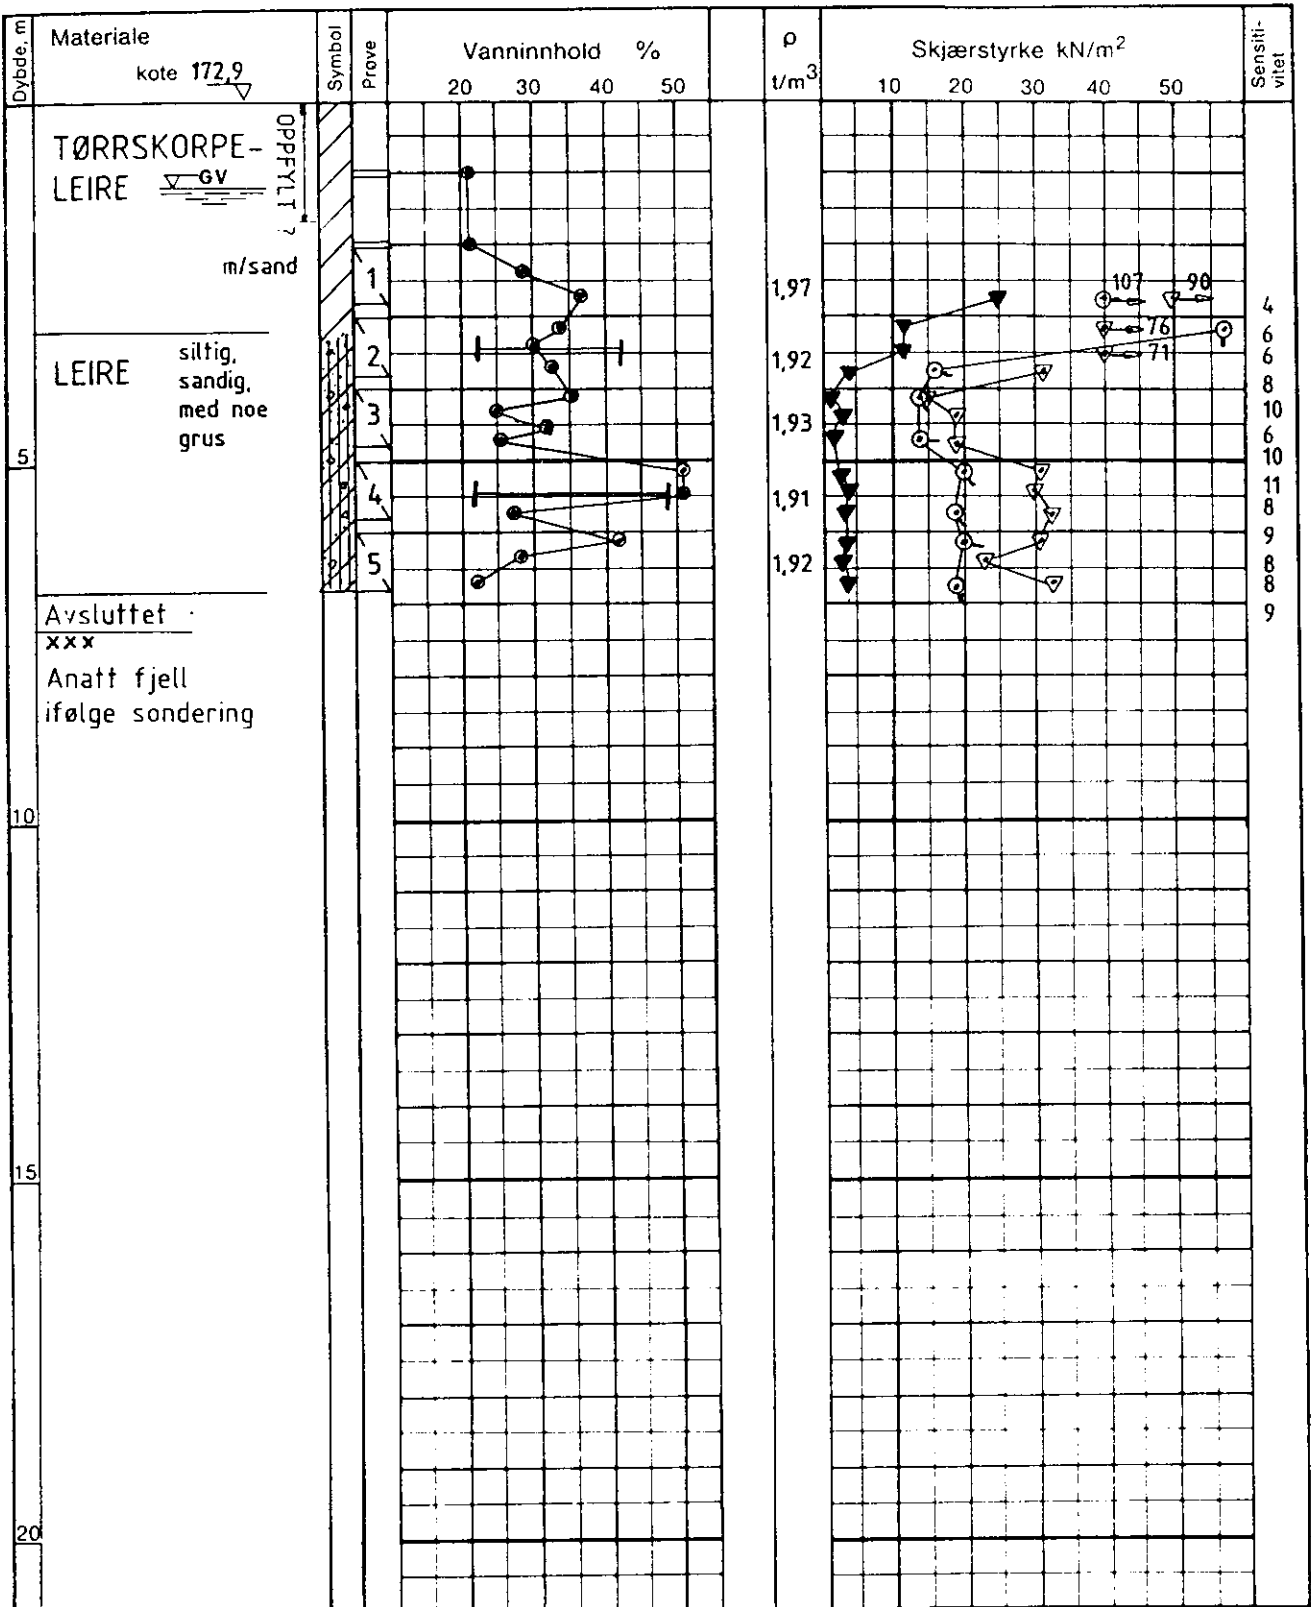 Dybde, m
Materiale
kote 172,9
Symbol
Prøve
Vanninnhold %
20 30 40 50
ρ
t/m³
Skjærstyrke kN/m²
10 20 30 40 50
Sensiti-
vitet
TØRRSKORPE-
LEIRE
GV
OPPFYLT ?
m/sand
1
1,97
107 90
4
76
6
LEIRE
siltig,
sandig,
med noe
grus
2
1,92
71
6
8
3
1,93
10
6
5
10
4
1,91
11
8
9
5
1,92
8
8
9
Avsluttet
xxx
Anatt fjell
ifølge sondering
10
15
20